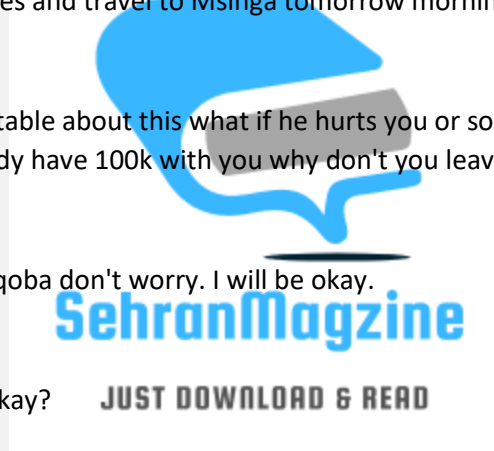 es and travel to Msinga tomorrow mornin
table about this what if he hurts you or so
dy have 100k with you why don't you leav
qoba don't worry. I will be okay.
SehranMagzine
kay?
JUST DOWNLOAD & READ